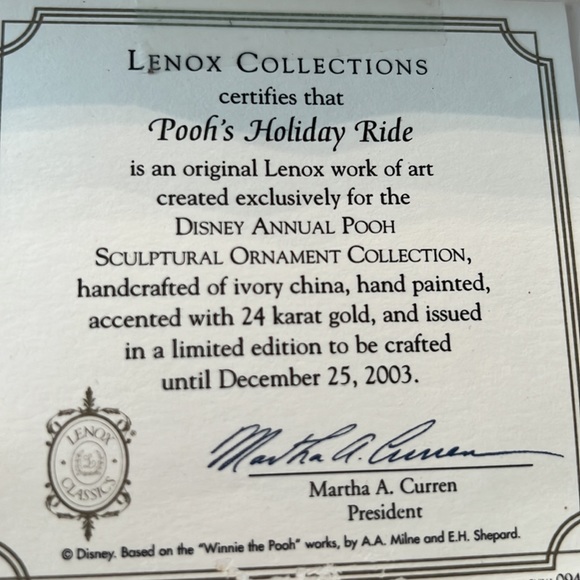 LENOX COLLECTIONS
certifies that
Pooh's Holiday Ride
is an original Lenox work of art
created exclusively for the
DISNEY ANNUAL POOH
SCULPTURAL ORNAMENT COLLECTION,
handcrafted of ivory china, hand painted,
accented with 24 karat gold, and issued
in a limited edition to be crafted
until December 25, 2003.
LENOX
CLASSICS
Martha A. Curren
Martha A. Curren
President
© Disney. Based on the "Winnie the Pooh" works, by A.A. Milne and E.H. Shepard.